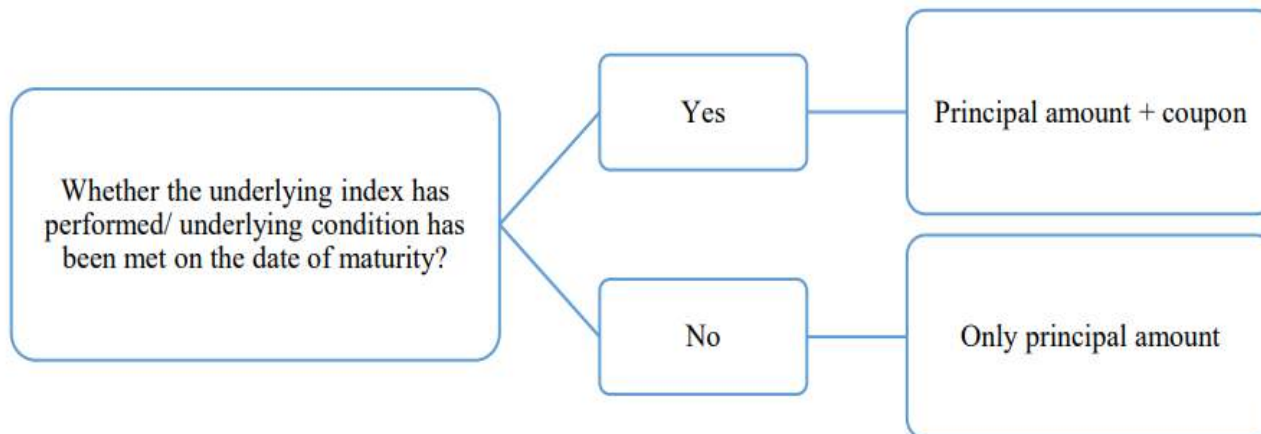 Whether the underlying index has
performed/ underlying condition has
been met on the date of maturity?
Yes
Principal amount + coupon
No
Only principal amount